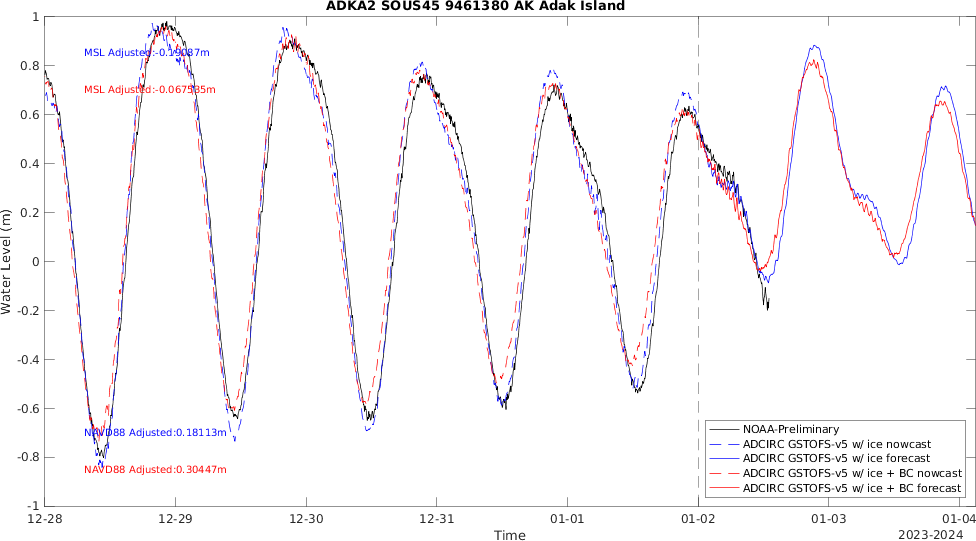 ADKA2 SOUS45 9461380 AK Adak Island
1
0.8
0.6
0.4
0.2
0
-0.2
-0.4
-0.6
-0.8
-1
Water Level (m)
MSL Adjusted:-0.19087m
MSL Adjusted:-0.067535m
NAVD88 Adjusted:0.18113m
NAVD88 Adjusted:0.30447m
NOAA-Preliminary
ADCIRC GSTOFS-v5 w/ ice nowcast
ADCIRC GSTOFS-v5 w/ ice forecast
ADCIRC GSTOFS-v5 w/ ice + BC nowcast
ADCIRC GSTOFS-v5 w/ ice + BC forecast
12-28 12-29 12-30 12-31 01-01 01-02 01-03 01-04
Time
2023-2024